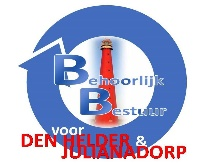 Behoorlijk
Bestuur
voor
DEN HELDER &
JULIANADORP